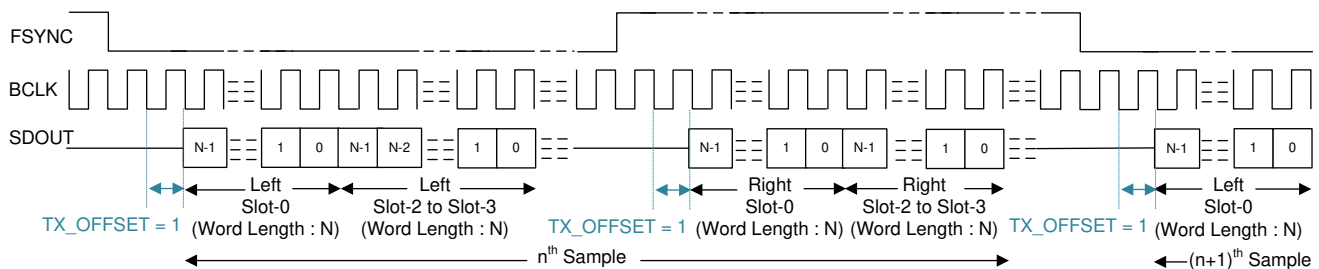 FSYNC
BCLK
SDOUT
N-1 1 0 N-1 N-2 1 0 N-1 1 0 N-1 1 0 N-1 1 0
TX_OFFSET = 1
Left
Slot-0
(Word Length : N)
Left
Slot-2 to Slot-3
(Word Length : N)
TX_OFFSET = 1
Right
Slot-0
(Word Length : N)
Right
Slot-2 to Slot-3
(Word Length : N)
TX_OFFSET = 1
Left
Slot-0
(Word Length : N)
nth Sample
(n+1)th Sample